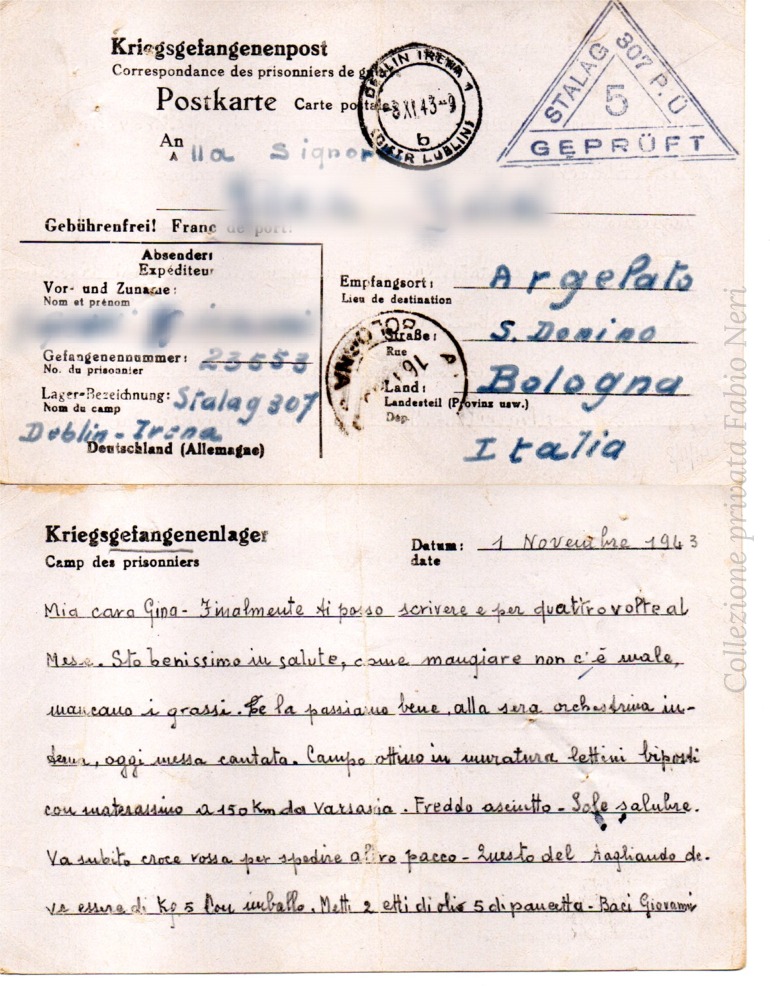 Kriegsgefangenenpost
Correspondance des prisonniers de
Postkarte Carte postale
DEBLIN IRENA 1
-8.XI.43-9
b
(DISTR LUBLIN)
STALAG 307 P.Ü
5
GEPRÜFT
An
A lla Signora
Gebührenfrei! Franc de port.
Absender:
Expéditeur
Vor- und Zuname:
Nom et prénom
Gefangenennummer: 23653
No. du prisonnier
Lager-Bezeichnung: Stalag 307
Nom du camp
Deblin - Irena
Deutschland (Allemagne)
Empfangsort: Argelato
Lieu de destination
BOLOGNA
Straße: S. Donino
Rue
Land: Bologna
Landesteil (Provinz usw.)
Dép.
Italia
Kriegsgefangenenlager
Camp des prisonniers
Datum: 1 Novembre 1943
date
Mia cara Gina - Finalmente ti posso scrivere e per quattro volte al
Mese. Sto benissimo in salute, come mangiare non c'è male,
mancano i grassi. Ce la passiamo bene, alla sera orchestrina in-
terna, oggi messa cantata. Campo ottimo in muratura lettini biposti
con materassino a 150 Km da Varsavia. Freddo asciutto - Sole salubre.
Va subito croce rossa per spedire altro pacco - Questo del tagliando de-
ve essere di Kg 5 con imballo. Metti 2 etti di olio 5 di pancetta - Baci Giovanni
Collezione privata Fabio Neri